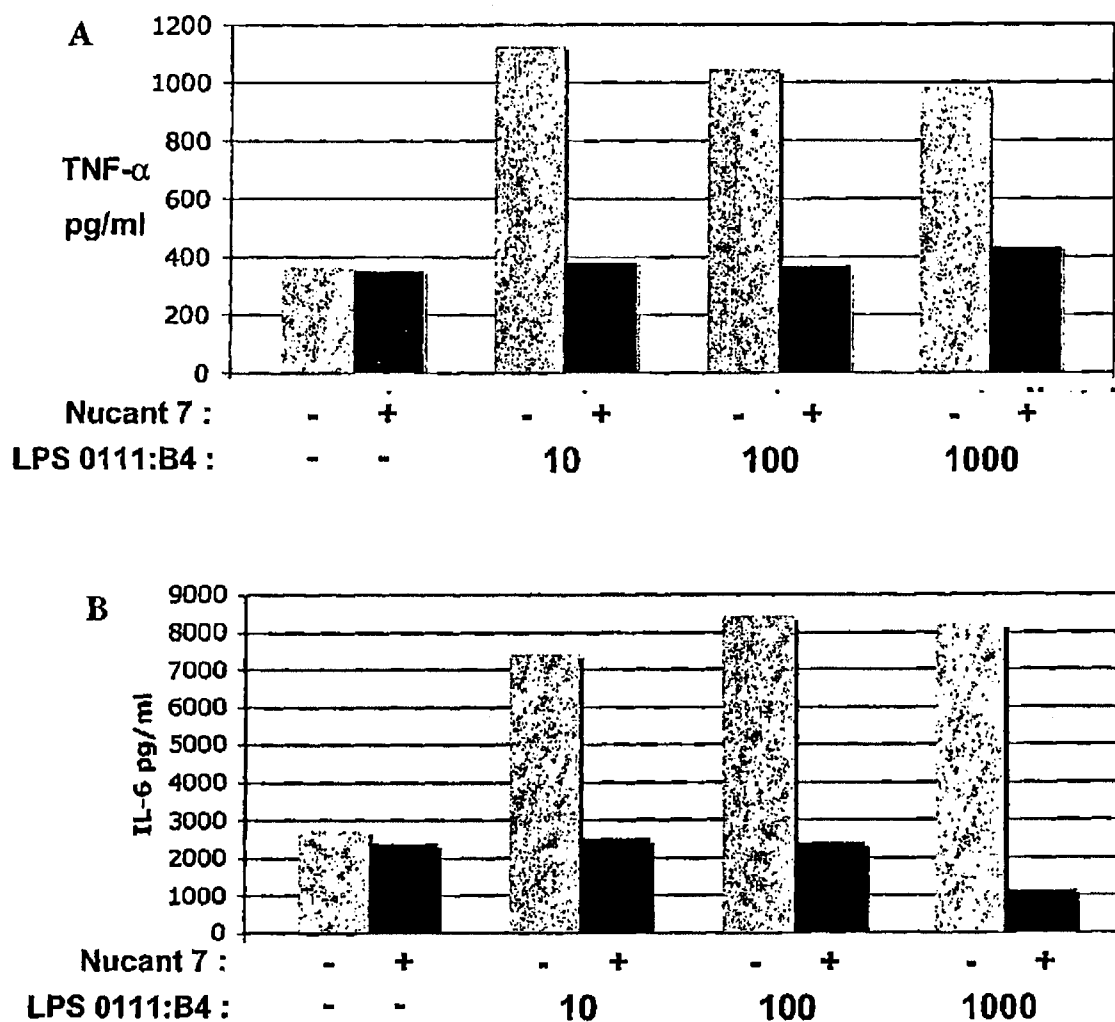 A
1200
1000
800
TNF-α
600
pg/ml
400
200
0
Nucant 7 : - + - + - + - +
LPS 0111:B4 : - - 10 100 1000
B
IL-6 pg/ml
9000
8000
7000
6000
5000
4000
3000
2000
1000
0
Nucant 7 : - + - + - + - +
LPS 0111:B4 : - - 10 100 1000